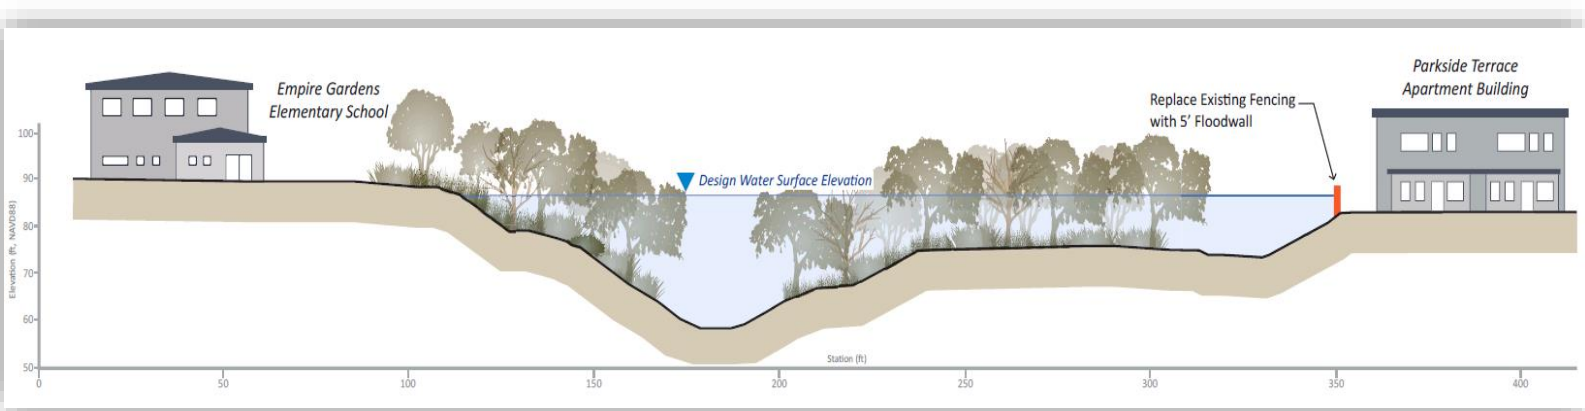 Empire Gardens
Elementary School
Design Water Surface Elevation
Replace Existing Fencing
with 5' Floodwall
Parkside Terrace
Apartment Building
Elevation (ft, NAVD88)
100
90
80
70
60
50
Station (ft)
0
50
100
150
200
250
300
350
400